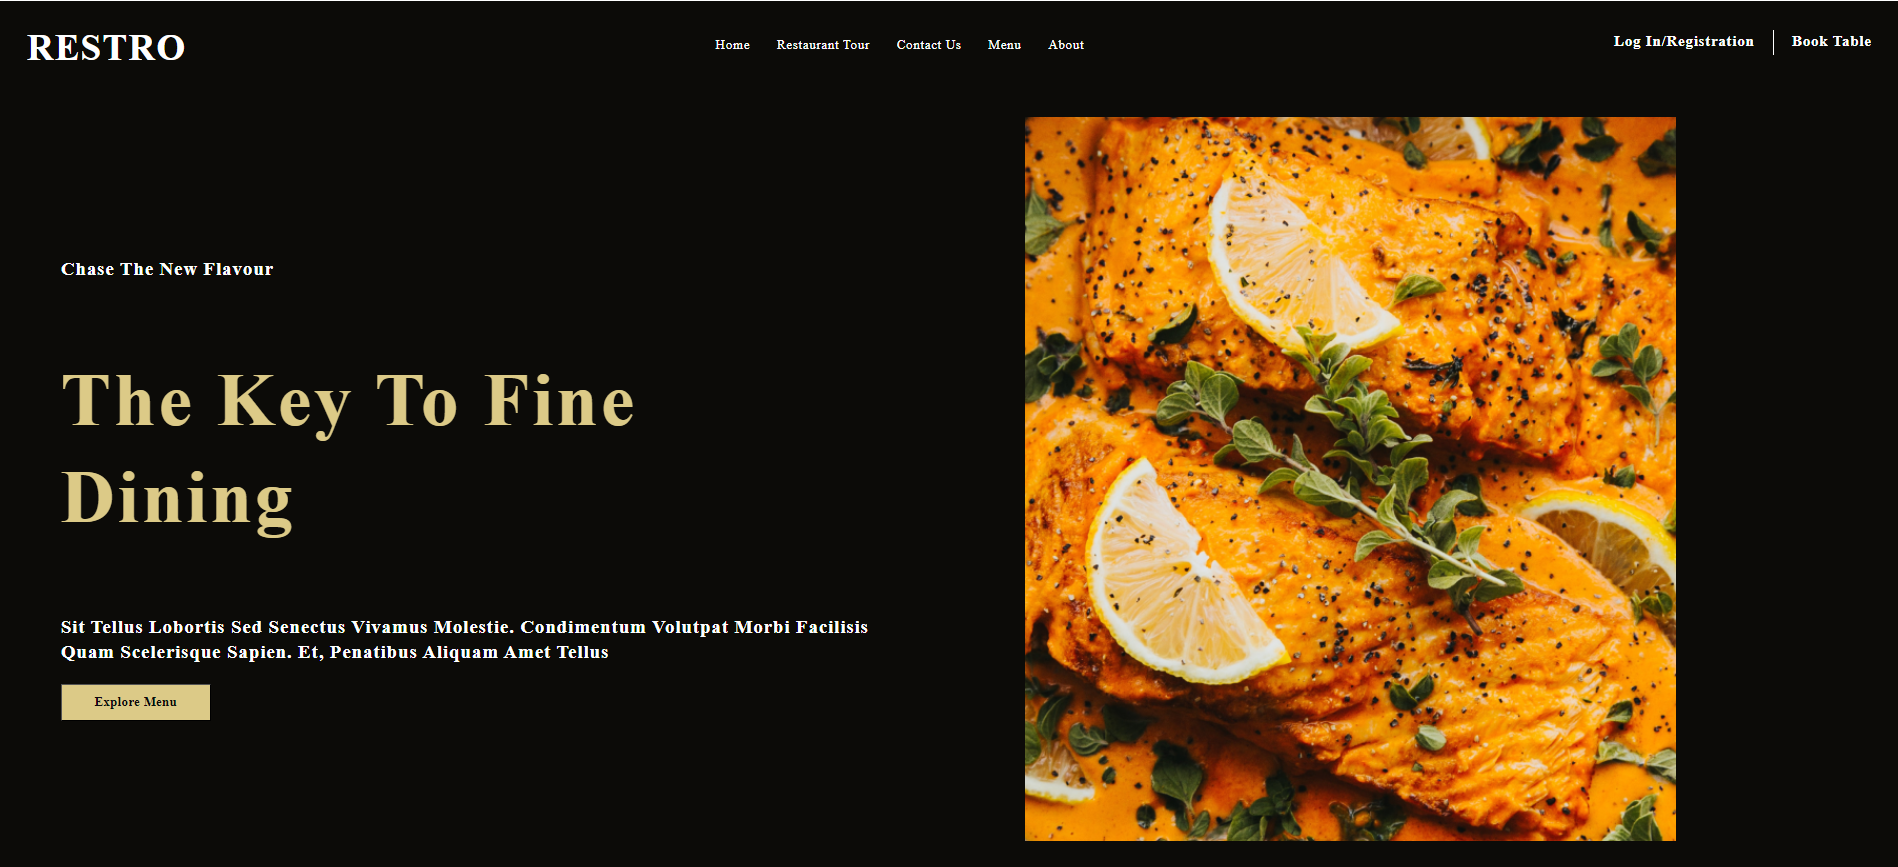 RESTRO
Home
Restaurant Tour
Contact Us
Menu
About
Log In/Registration
Book Table
Chase The New Flavour
The Key To Fine
Dining
Sit Tellus Lobortis Sed Senectus Vivamus Molestie. Condimentum Volutpat Morbi Facilisis
Quam Scelerisque Sapien. Et, Penatibus Aliquam Amet Tellus
Explore Menu